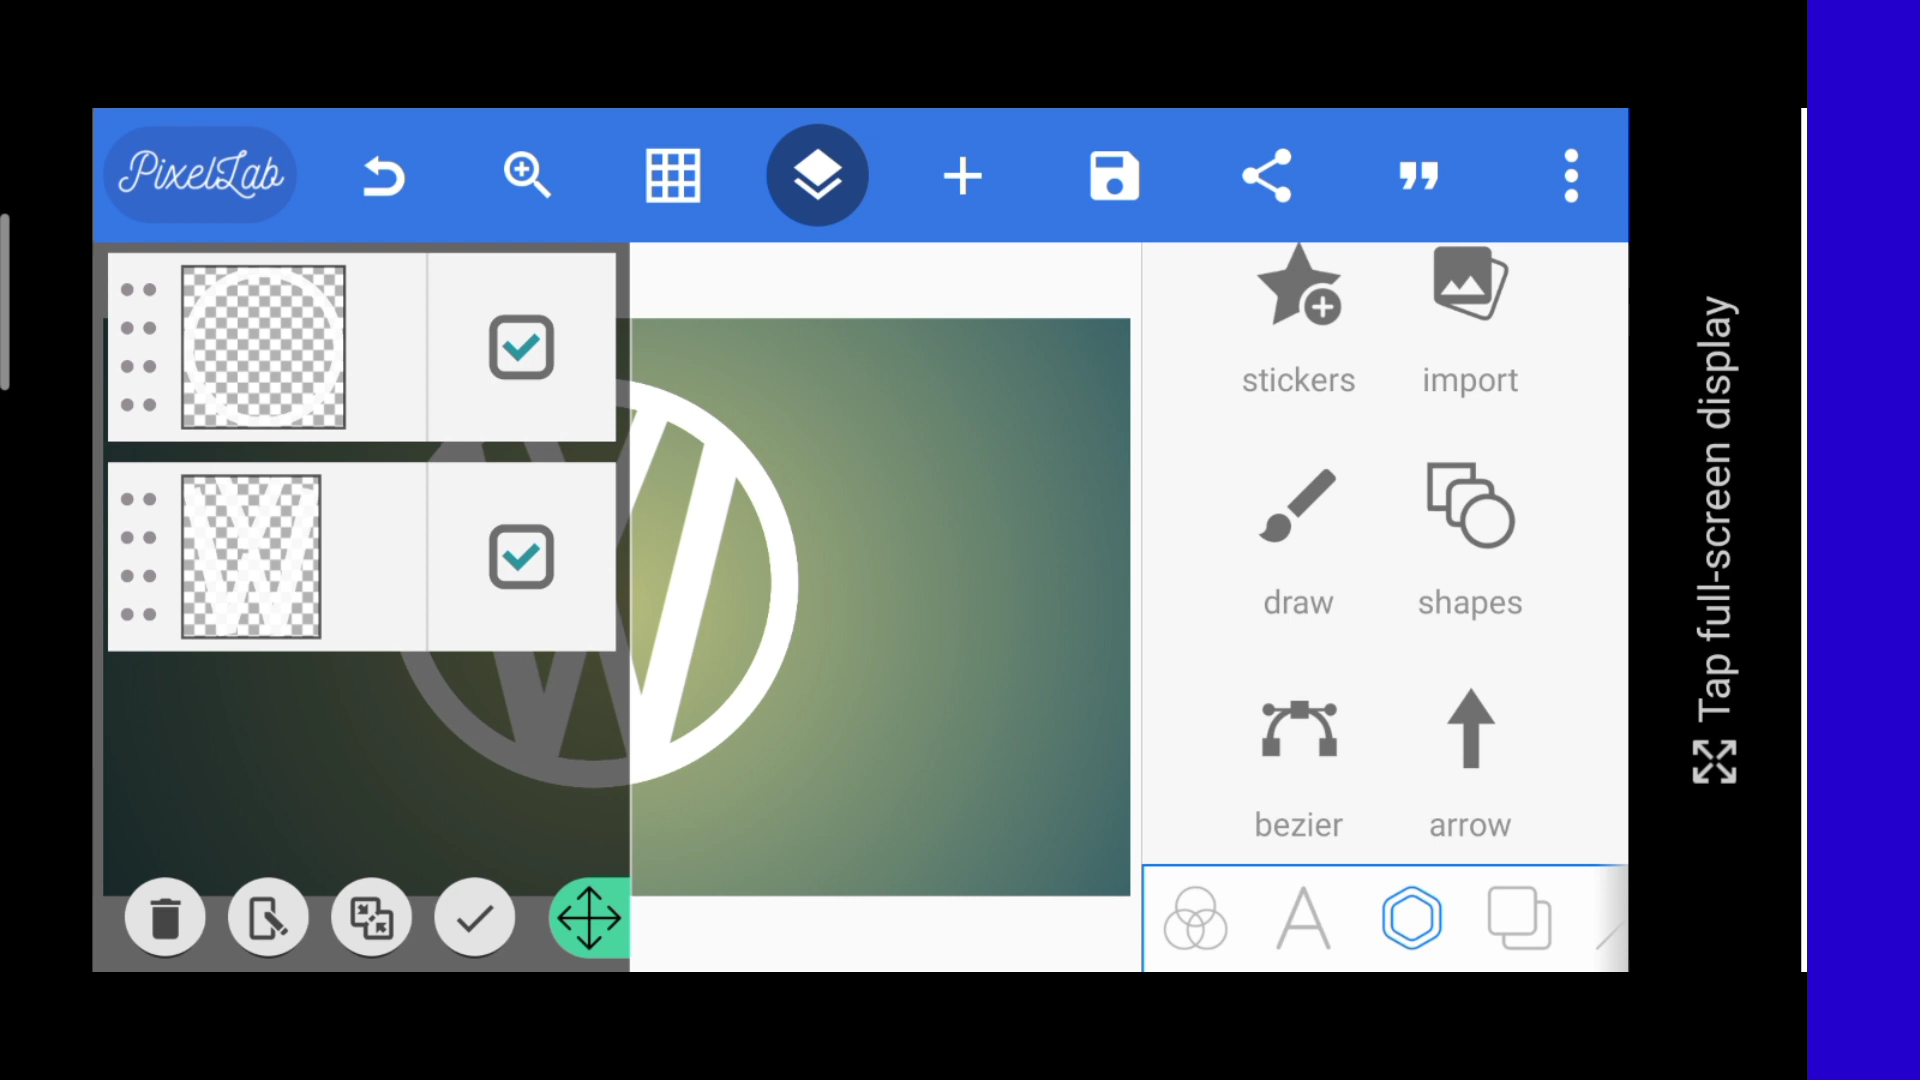 PixelLab
stickers
import
draw
shapes
bezier
arrow
Tap full-screen display